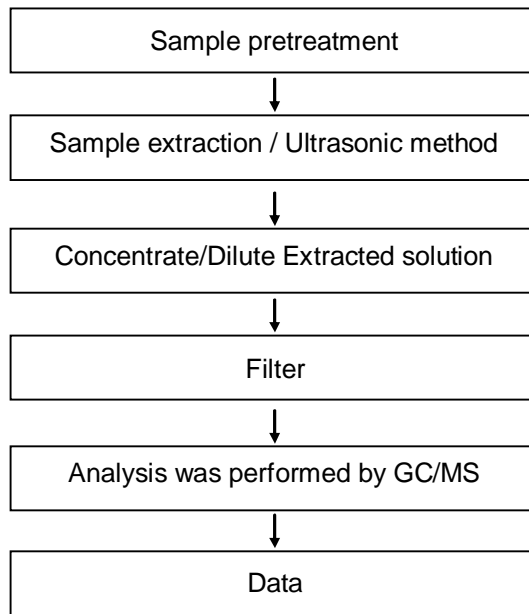 Sample pretreatment
Sample extraction / Ultrasonic method
Concentrate/Dilute Extracted solution
Filter
Analysis was performed by GC/MS
Data